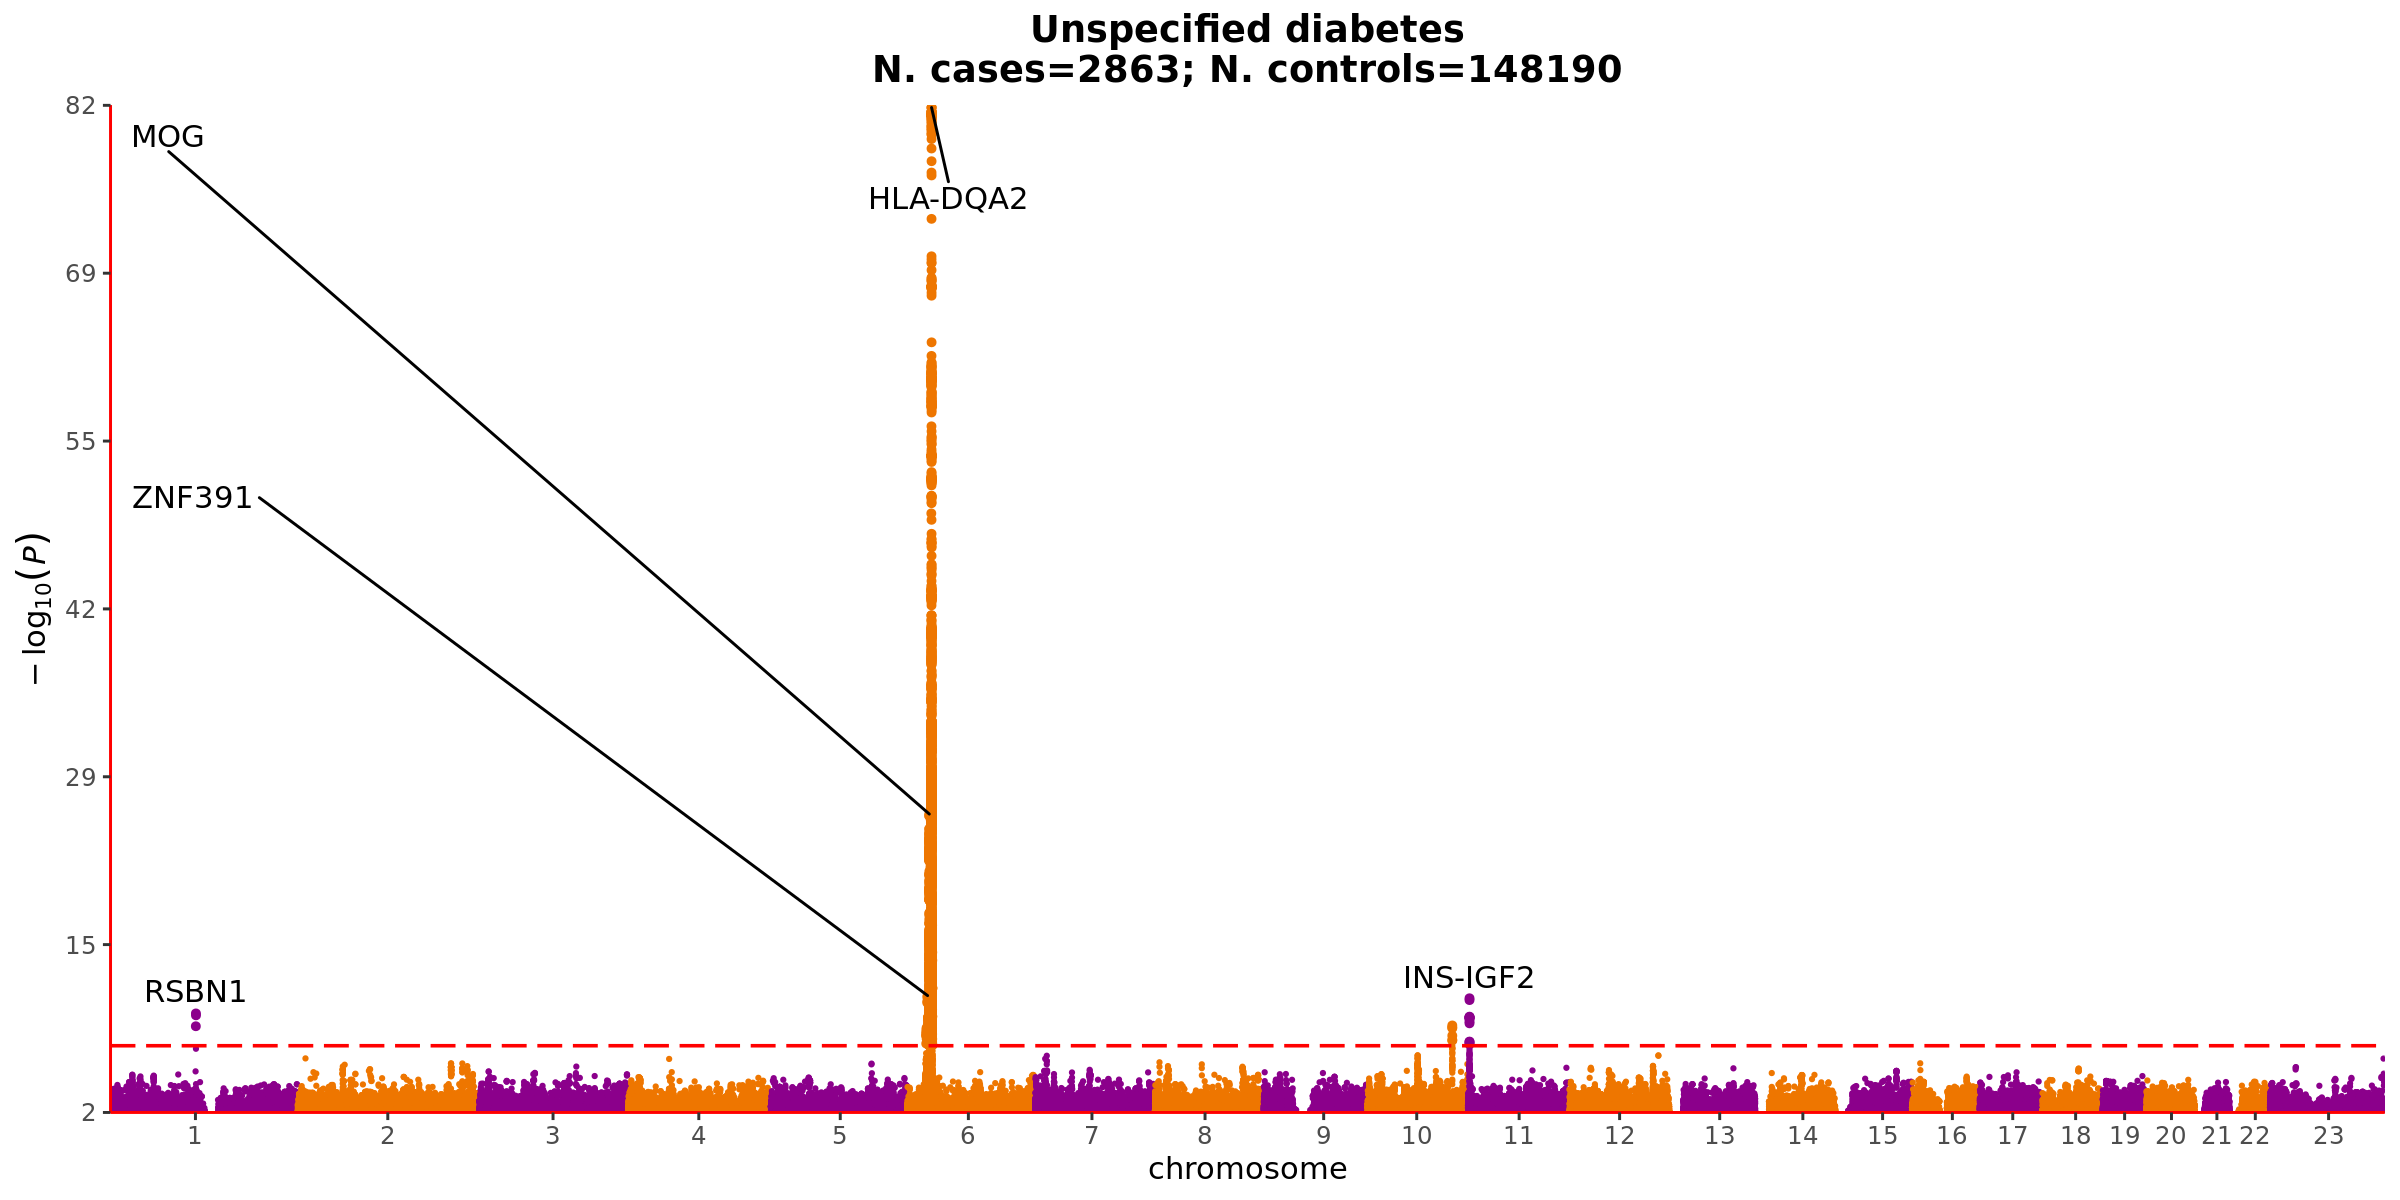 Unspecified diabetes
N. cases=2863; N. controls=148190
82
MOG
HLA-DQA2
69
55
ZNF391
− log10(P)
42
29
15
INS-IGF2
RSBN1
2
1 2 3 4 5 6 7 8 9 10 11 12 13 14 15 16 17 18 19 20 21 22 23
chromosome